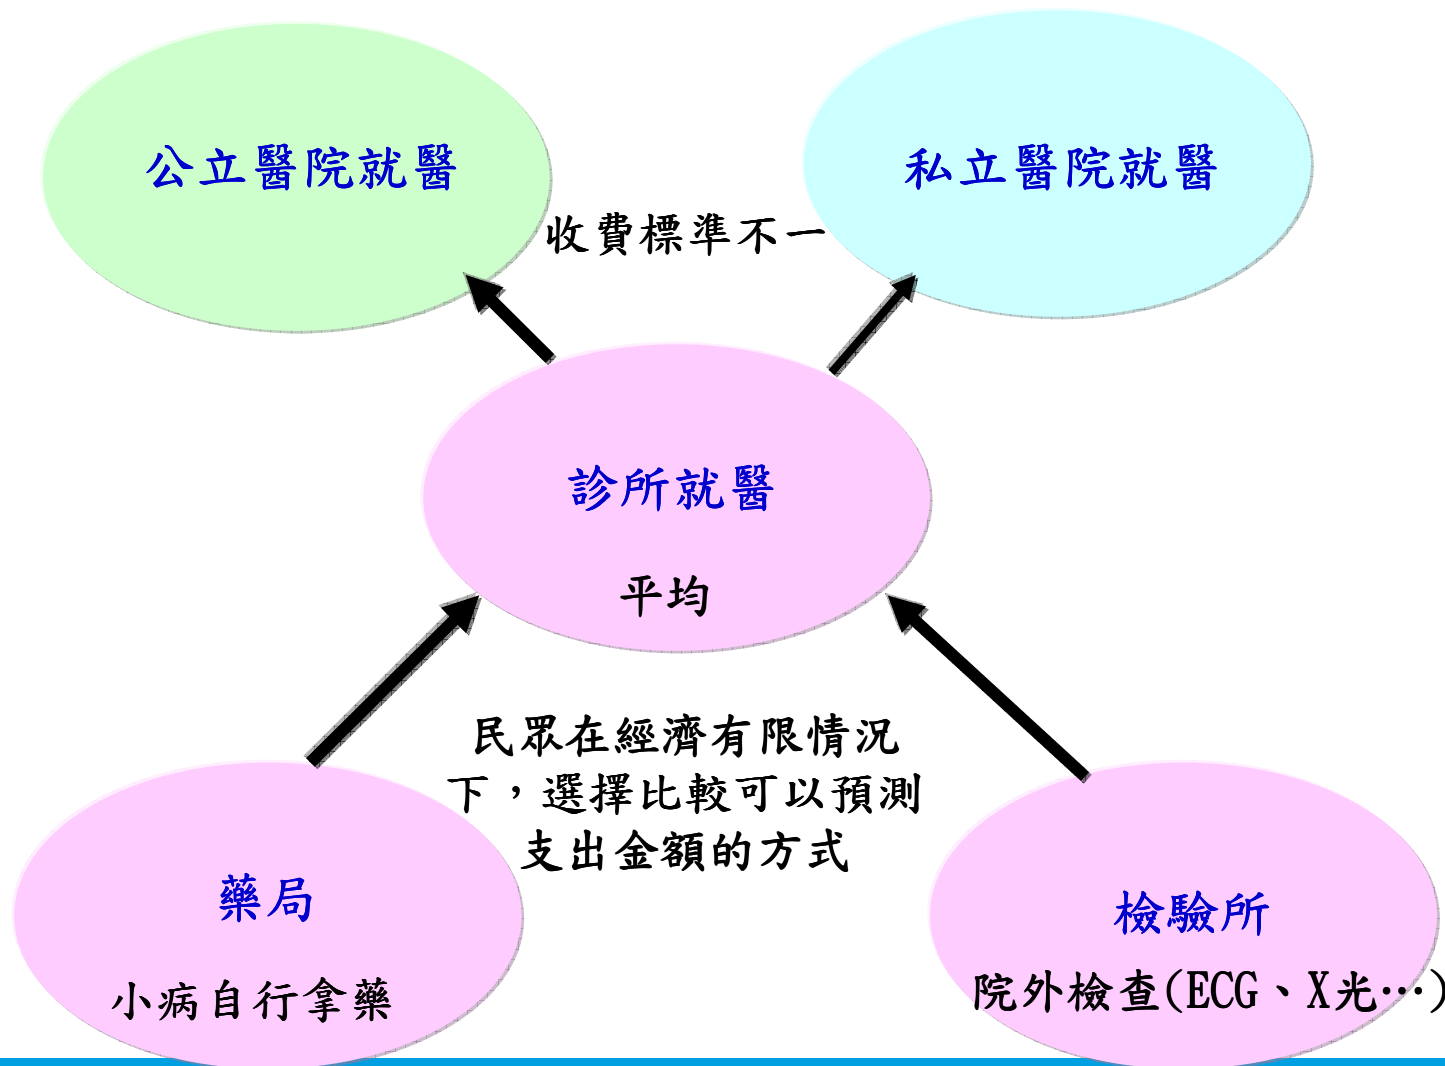 公立醫院就醫
私立醫院就醫
收費標準不一
診所就醫
平均
民眾在經濟有限情況
下，選擇比較可以預測
支出金額的方式
藥局
小病自行拿藥
檢驗所
院外檢查(ECG、X光…)